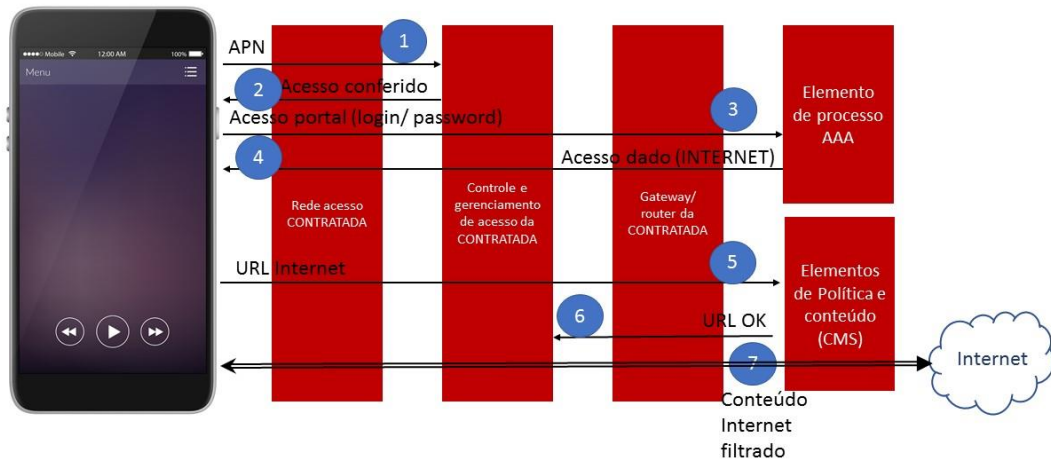 Mobile
12:00 AM
100%
Menu
APN
1
2
Acesso conferido
Acesso portal (login/ password)
3
4
Acesso dado (INTERNET)
Elemento
de processo
AAA
Rede acesso
CONTRATADA
Controle e
gerenciamento
de acesso da
CONTRATADA
Gateway/
router da
CONTRATADA
URL Internet
5
6
URL OK
Elementos
de Política e
conteúdo
(CMS)
7
Internet
Conteúdo
Internet
filtrado